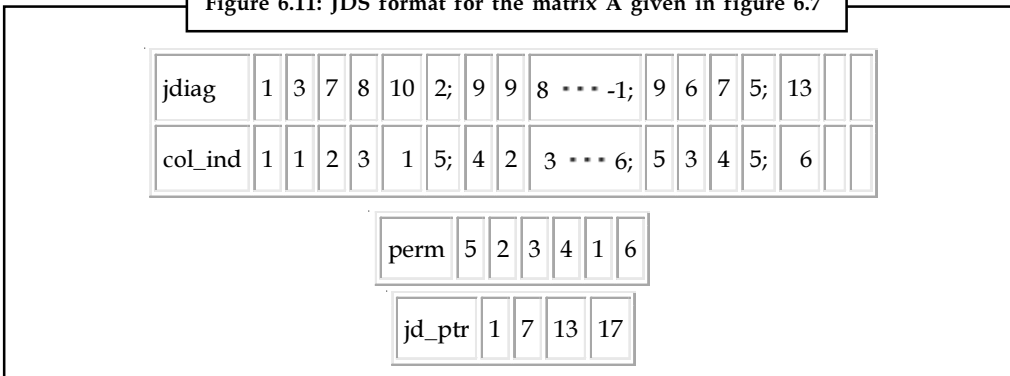 Figure 6.11: JDS format for the matrix A given in figure 6.7
jdiag 1 3 7 8 10 2; 9 9 8 ··· -1; 9 6 7 5; 13
col_ind 1 1 2 3 1 5; 4 2 3 ··· 6; 5 3 4 5; 6
perm 5 2 3 4 1 6
jd_ptr 1 7 13 17